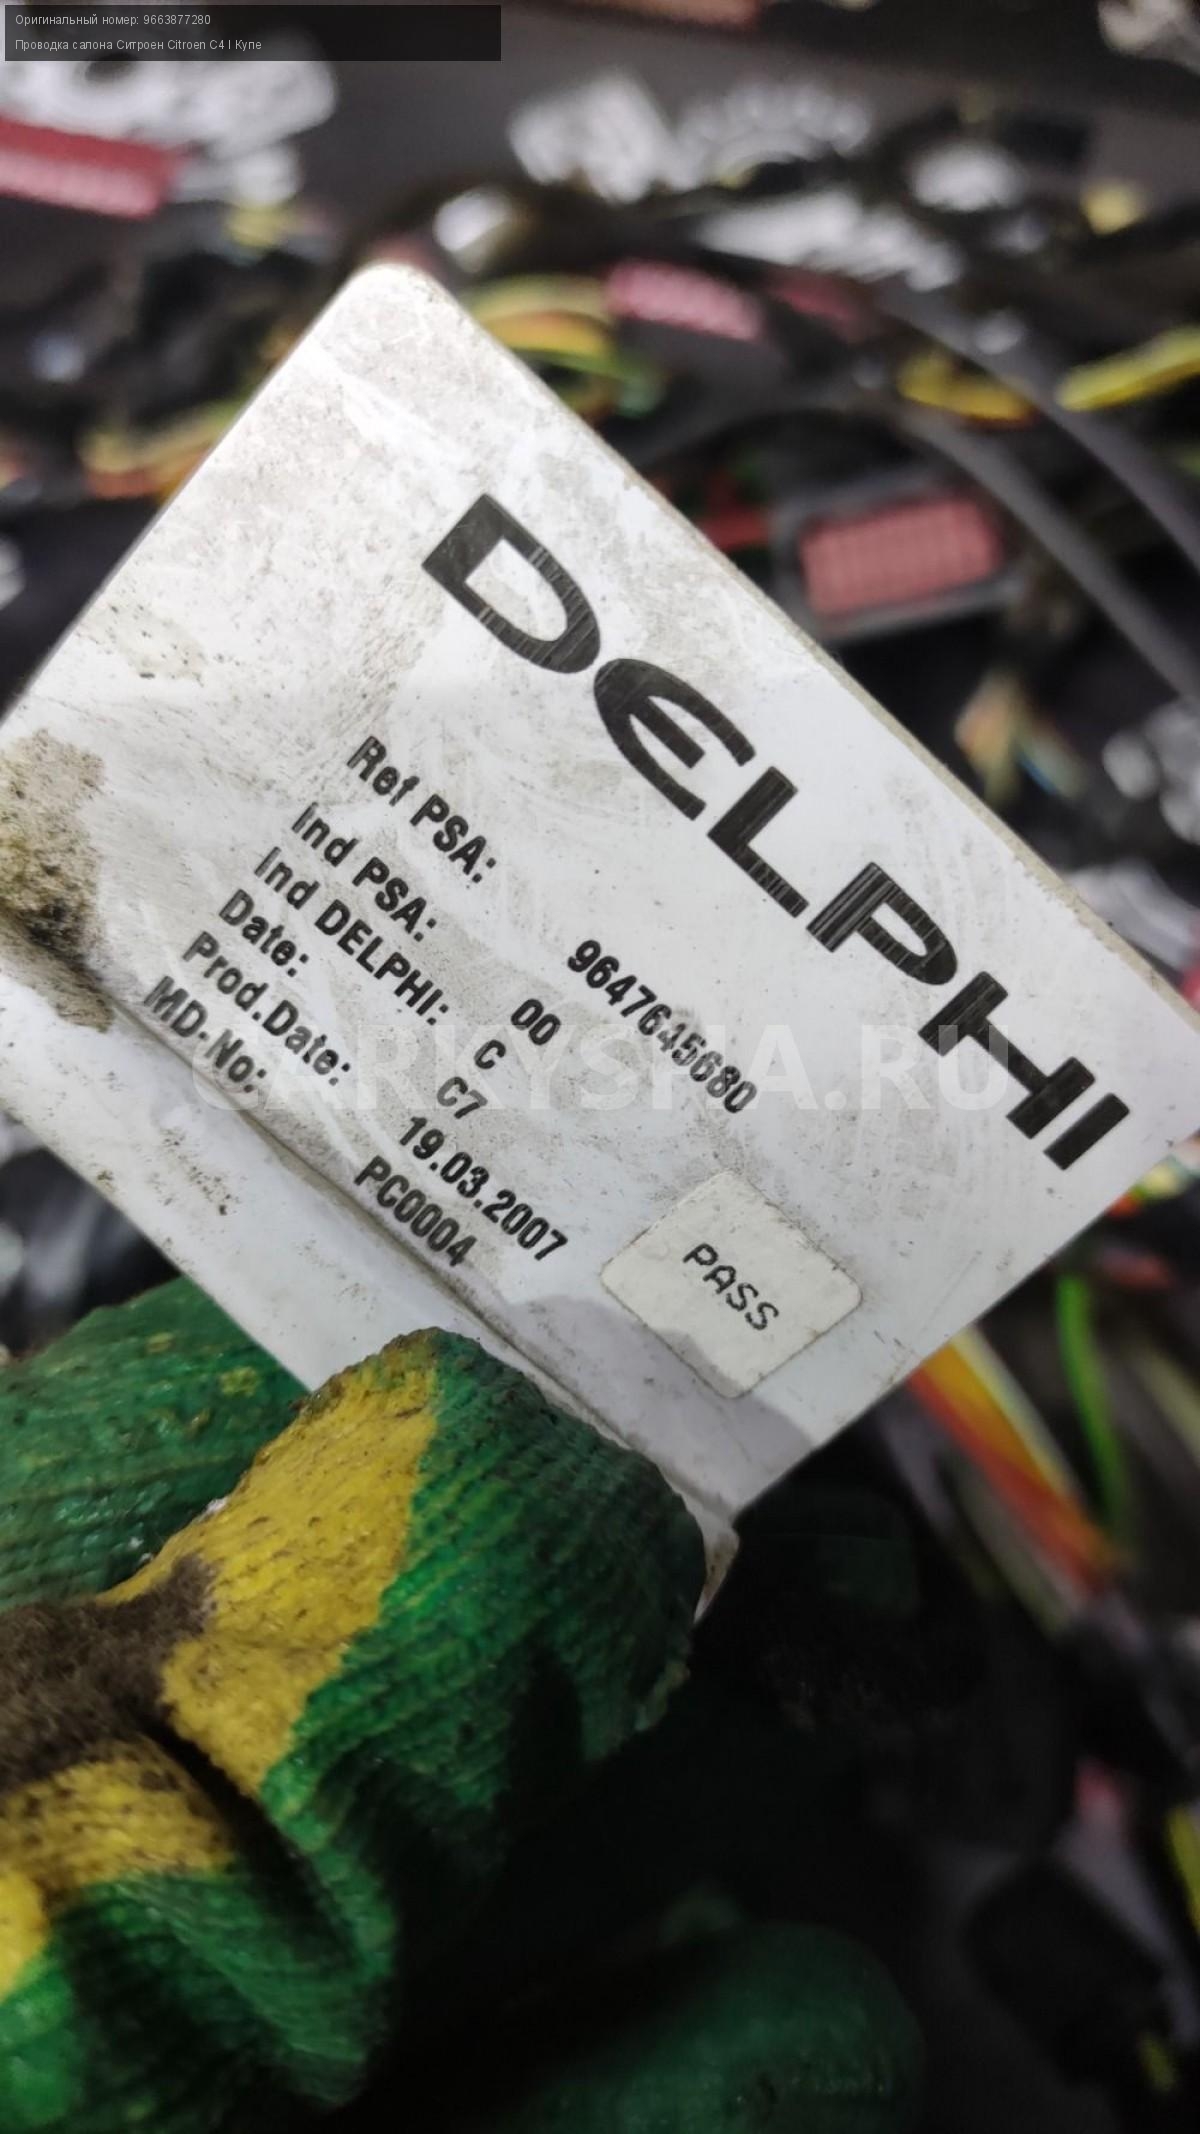 Оригинальный номер: 9663877280
Проводка салона Ситроен Citroen C4 I Купе
DELPHI
Ref PSA: 9647645680
Ind PSA: 00
Ind DELPHI: C
Date: C7
Prod.Date: 19.03.2007
MD-No: PC0004
PASS
CARKYSHA.RU